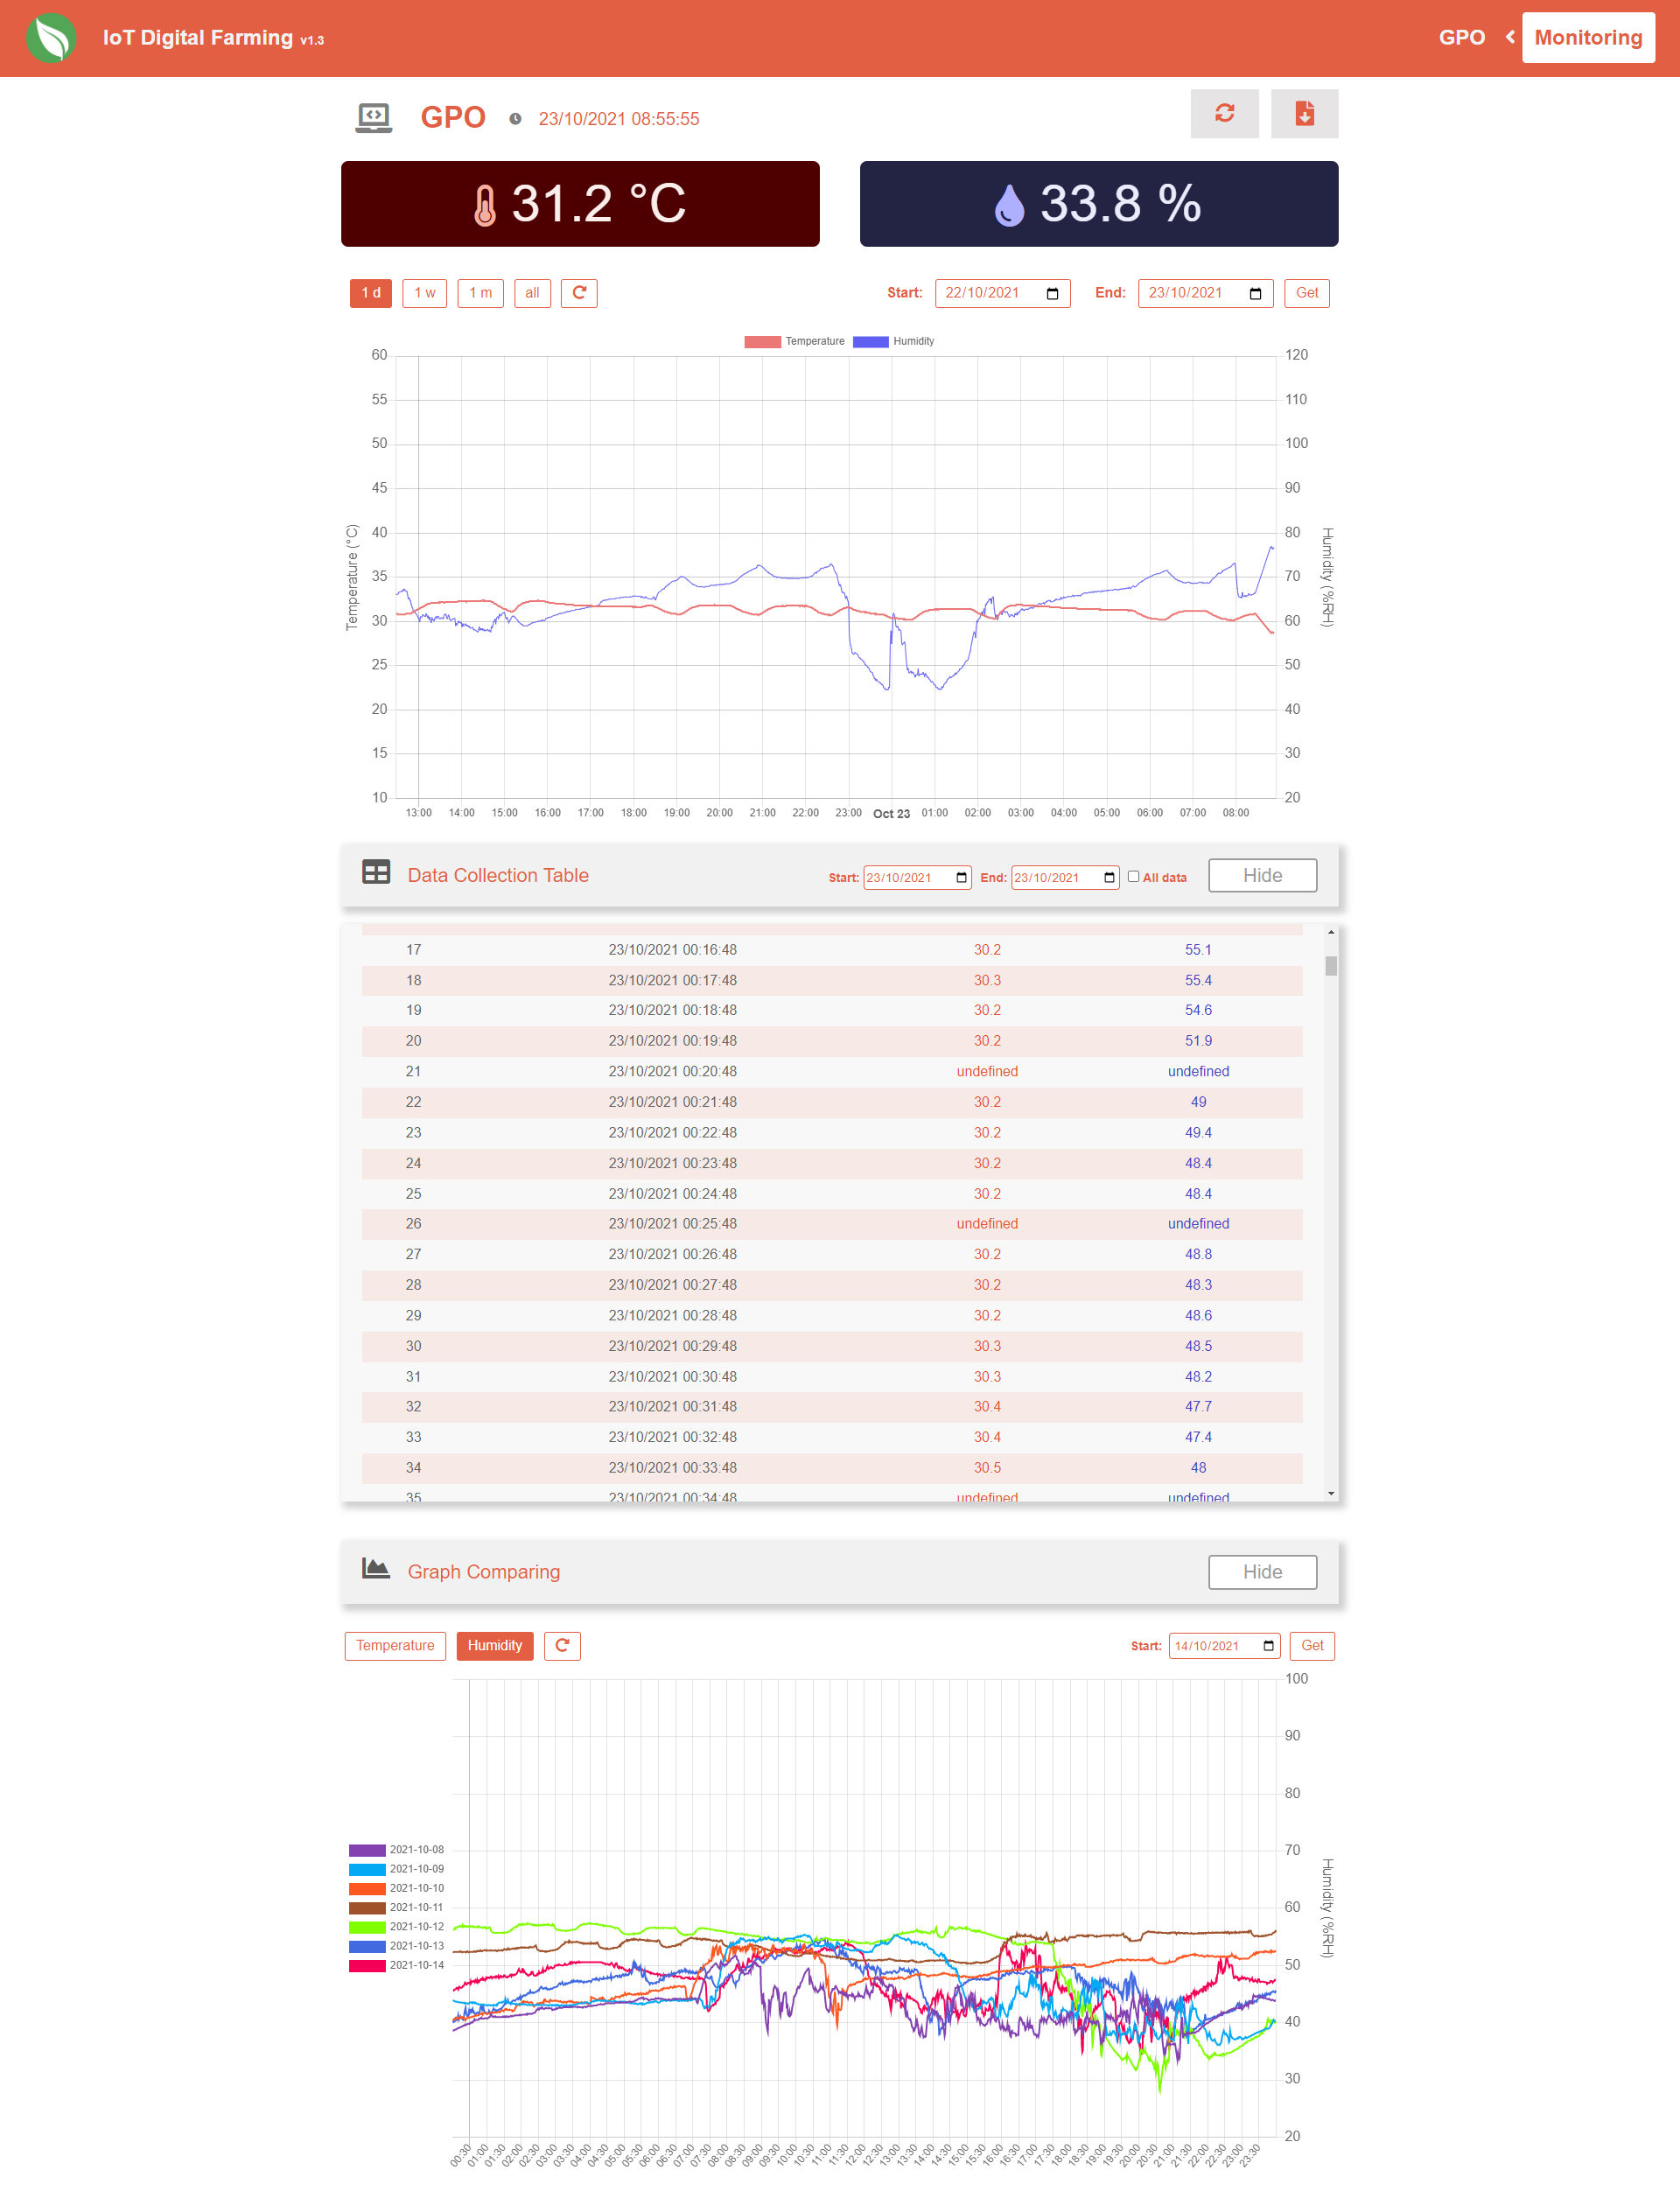 IoT Digital Farming v1.3
GPO
Monitoring
GPO 23/10/2021 08:55:55
31.2 °C
33.8 %
1 d 1 w 1 m all
Start: 22/10/2021 End: 23/10/2021 Get
Temperature Humidity
60 55 50 45 40 35 30 25 20 15 10
Temperature (°C)
120 110 100 90 80 70 60 50 40 30 20
Humidity (%RH)
13:00 14:00 15:00 16:00 17:00 18:00 19:00 20:00 21:00 22:00 23:00 Oct 23 01:00 02:00 03:00 04:00 05:00 06:00 07:00 08:00
Data Collection Table
Start: 23/10/2021 End: 23/10/2021 All data Hide
17 23/10/2021 00:16:48 30.2 55.1
18 23/10/2021 00:17:48 30.3 55.4
19 23/10/2021 00:18:48 30.2 54.6
20 23/10/2021 00:19:48 30.2 51.9
21 23/10/2021 00:20:48 undefined undefined
22 23/10/2021 00:21:48 30.2 49
23 23/10/2021 00:22:48 30.2 49.4
24 23/10/2021 00:23:48 30.2 48.4
25 23/10/2021 00:24:48 30.2 48.4
26 23/10/2021 00:25:48 undefined undefined
27 23/10/2021 00:26:48 30.2 48.8
28 23/10/2021 00:27:48 30.2 48.3
29 23/10/2021 00:28:48 30.2 48.6
30 23/10/2021 00:29:48 30.3 48.5
31 23/10/2021 00:30:48 30.3 48.2
32 23/10/2021 00:31:48 30.4 47.7
33 23/10/2021 00:32:48 30.4 47.4
34 23/10/2021 00:33:48 30.5 48
35 23/10/2021 00:34:48 undefined undefined
Graph Comparing
Hide
Temperature Humidity
Start: 14/10/2021 Get
2021-10-08
2021-10-09
2021-10-10
2021-10-11
2021-10-12
2021-10-13
2021-10-14
100 90 80 70 60 50 40 30 20
Humidity (%RH)
00:30 01:00 01:30 02:00 02:30 03:00 03:30 04:00 04:30 05:00 05:30 06:00 06:30 07:00 07:30 08:00 08:30 09:00 09:30 10:00 10:30 11:00 11:30 12:00 12:30 13:00 13:30 14:00 14:30 15:00 15:30 16:00 16:30 17:00 17:30 18:00 18:30 19:00 19:30 20:00 20:30 21:00 21:30 22:00 22:30 23:00 23:30